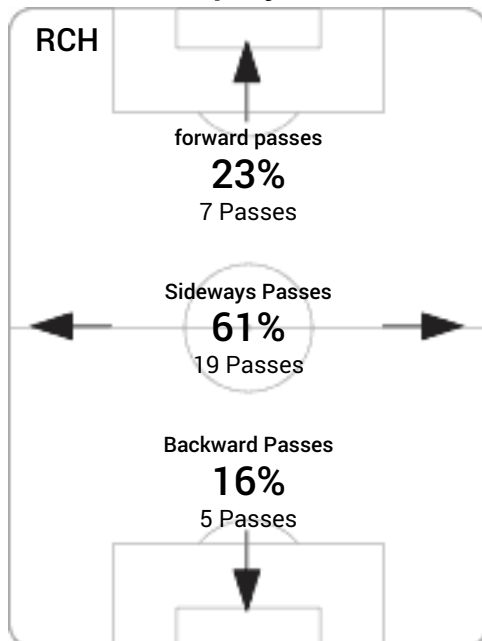 RCH
forward passes
23%
7 Passes
Sideways Passes
61%
19 Passes
Backward Passes
16%
5 Passes